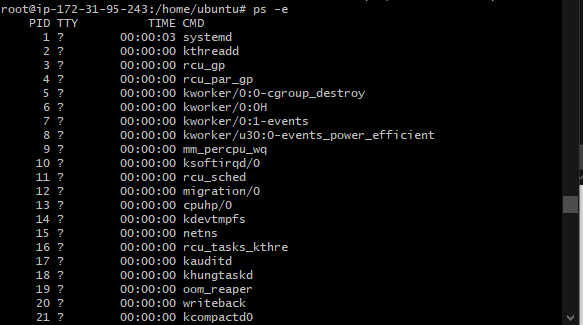 root@ip-172-31-95-243:/home/ubuntu# ps -e
PID TTY TIME CMD
1 ? 00:00:03 systemd
2 ? 00:00:00 kthreadd
3 ? 00:00:00 rcu_gp
4 ? 00:00:00 rcu_par_gp
5 ? 00:00:00 kworker/0:0-cgroup_destroy
6 ? 00:00:00 kworker/0:0H
7 ? 00:00:00 kworker/0:1-events
8 ? 00:00:00 kworker/u30:0-events_power_efficient
9 ? 00:00:00 mm_percpu_wq
10 ? 00:00:00 ksoftirqd/0
11 ? 00:00:00 rcu_sched
12 ? 00:00:00 migration/0
13 ? 00:00:00 cpuhp/0
14 ? 00:00:00 kdevtmpfs
15 ? 00:00:00 netns
16 ? 00:00:00 rcu_tasks_kthre
17 ? 00:00:00 kauditd
18 ? 00:00:00 khungtaskd
19 ? 00:00:00 oom_reaper
20 ? 00:00:00 writeback
21 ? 00:00:00 kcompactd0